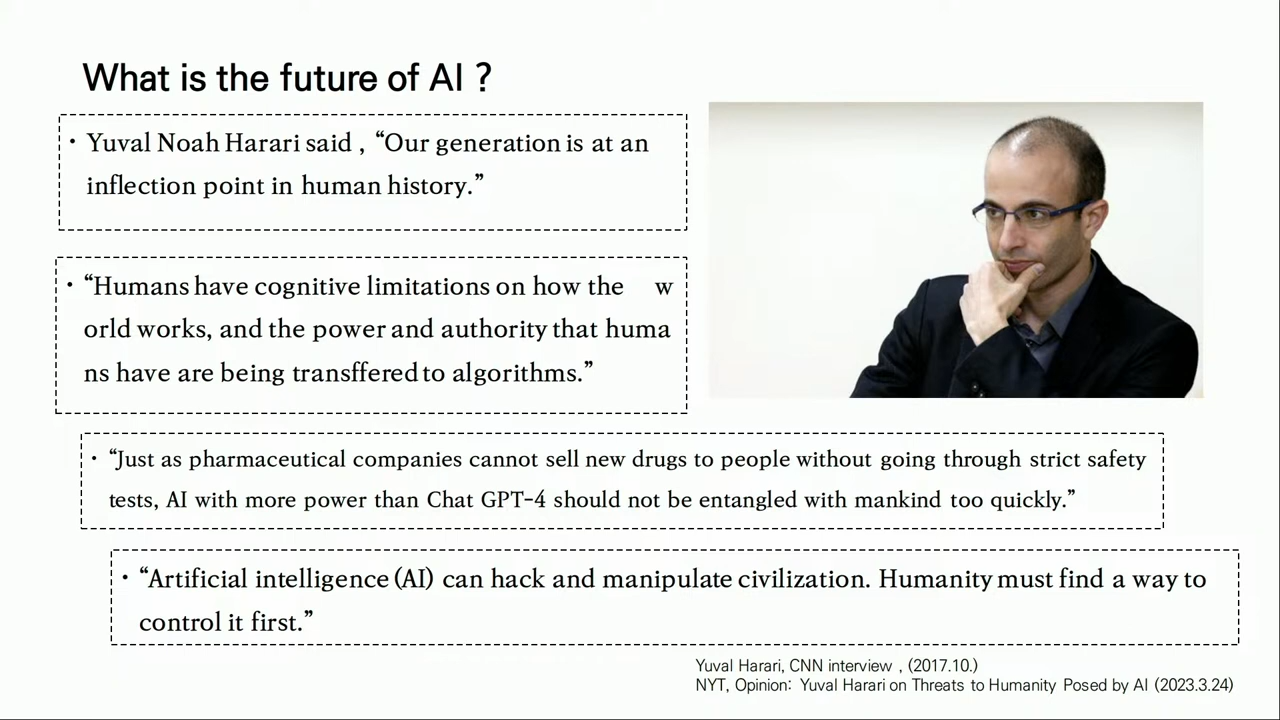 What is the future of AI ?
· Yuval Noah Harari said , “Our generation is at an
inflection point in human history.”
· “Humans have cognitive limitations on how the w
orld works, and the power and authority that huma
ns have are being transffered to algorithms.”
· “Just as pharmaceutical companies cannot sell new drugs to people without going through strict safety
tests, AI with more power than Chat GPT-4 should not be entangled with mankind too quickly.”
· “Artificial intelligence (AI) can hack and manipulate civilization. Humanity must find a way to
control it first.”
Yuval Harari, CNN interview , (2017.10.)
NYT, Opinion: Yuval Harari on Threats to Humanity Posed by AI (2023.3.24)